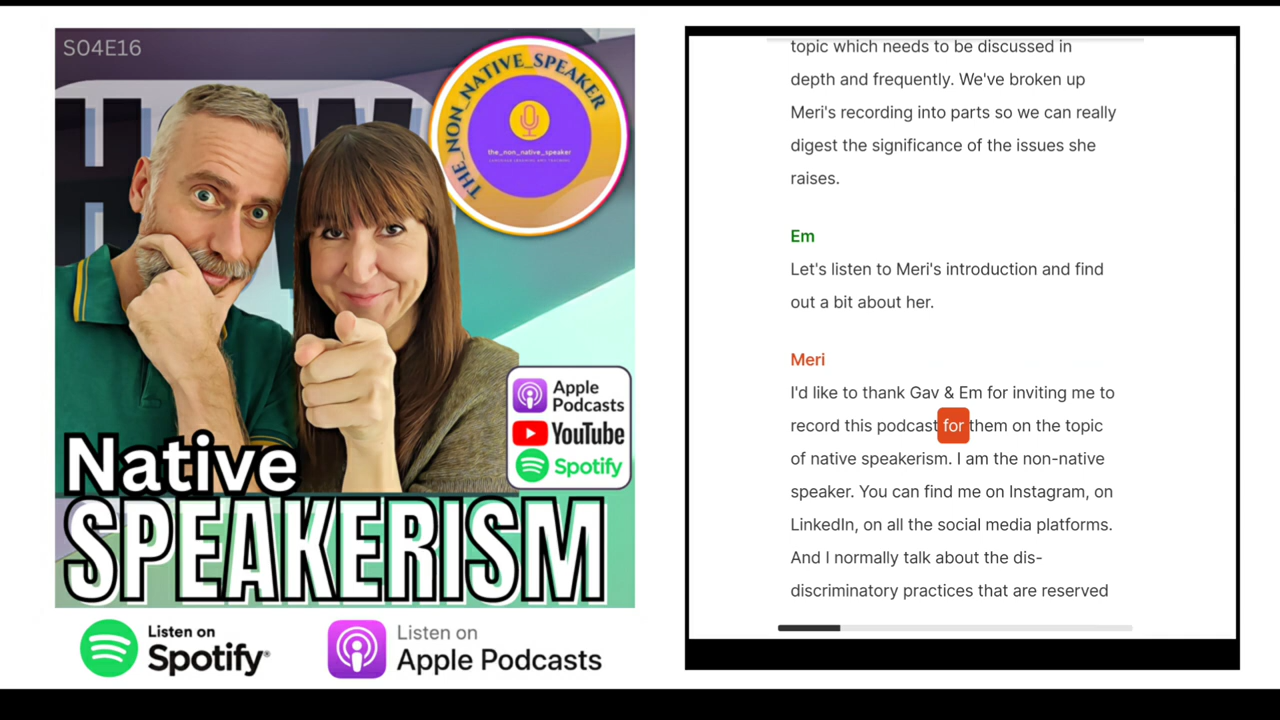 S04E16
THE_NON_NATIVE_SPEAKER
the_non_native_speaker
Apple
Podcasts
YouTube
Spotify
Native
SPEAKERISM
Listen on
Spotify®
Listen on
Apple Podcasts
topic which needs to be discussed in
depth and frequently. We've broken up
Meri's recording into parts so we can really
digest the significance of the issues she
raises.
Em
Let's listen to Meri's introduction and find
out a bit about her.
Meri
I'd like to thank Gav & Em for inviting me to
record this podcast for them on the topic
of native speakerism. I am the non-native
speaker. You can find me on Instagram, on
LinkedIn, on all the social media platforms.
And I normally talk about the dis-
discriminatory practices that are reserved